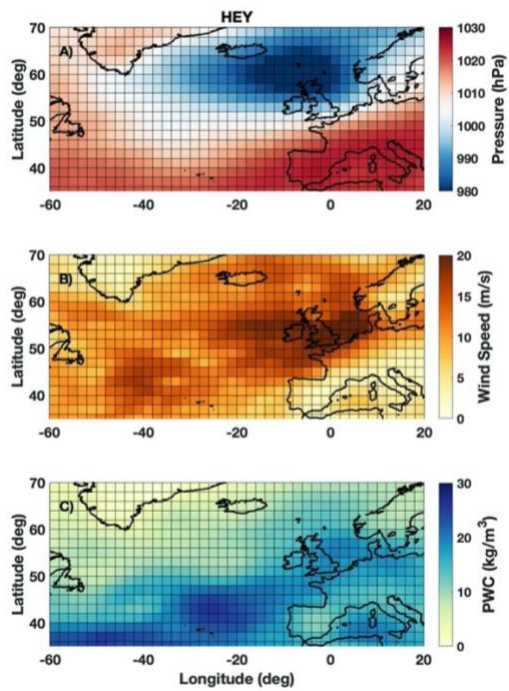 HEY
A)
70
60
50
40
Latitude (deg)
-60 -40 -20 0 20
1030
1020
1010
1000
990
980
Pressure (hPa)
B)
70
60
50
40
Latitude (deg)
-60 -40 -20 0 20
20
15
10
5
0
Wind Speed (m/s)
C)
70
60
50
40
Latitude (deg)
-60 -40 -20 0 20
Longitude (deg)
30
20
10
0
PWC (kg/m³)